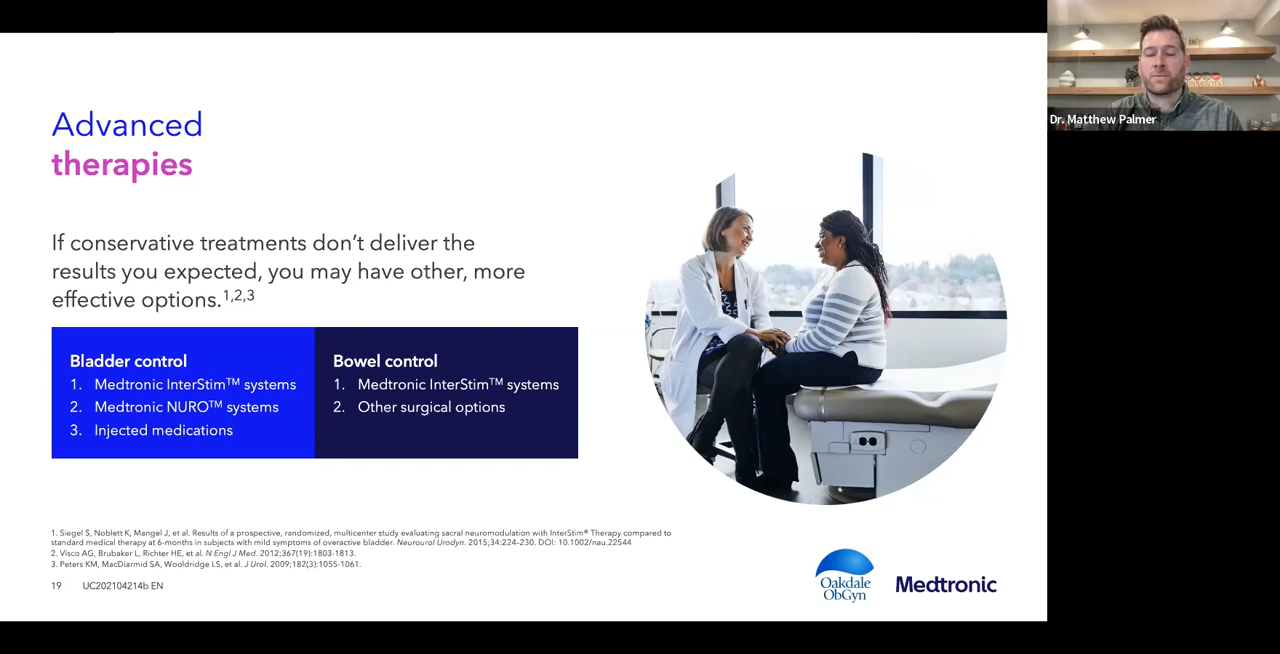 Advanced
therapies
If conservative treatments don’t deliver the
results you expected, you may have other, more
effective options.1,2,3
Bladder control
1. Medtronic InterStim™ systems
2. Medtronic NURO™ systems
3. Injected medications
Bowel control
1. Medtronic InterStim™ systems
2. Other surgical options
1. Siegel S, Noblett K, Mangel J, et al. Results of a prospective, randomized, multicenter study evaluating sacral neuromodulation with InterStim® Therapy compared to
standard medical therapy at 6-months in subjects with mild symptoms of overactive bladder. Neurourol Urodyn. 2015;34:224-230. DOI: 10.1002/nau.22544
2. Visco AG, Brubaker L, Richter HE, et al. N Engl J Med. 2012;367(19):1803-1813.
3. Peters KM, MacDiarmid SA, Wooldridge LS, et al. J Urol. 2009;182(3):1055-1061.
19 UC202104214b EN
Oakdale
ObGyn
Medtronic
Dr. Matthew Palmer